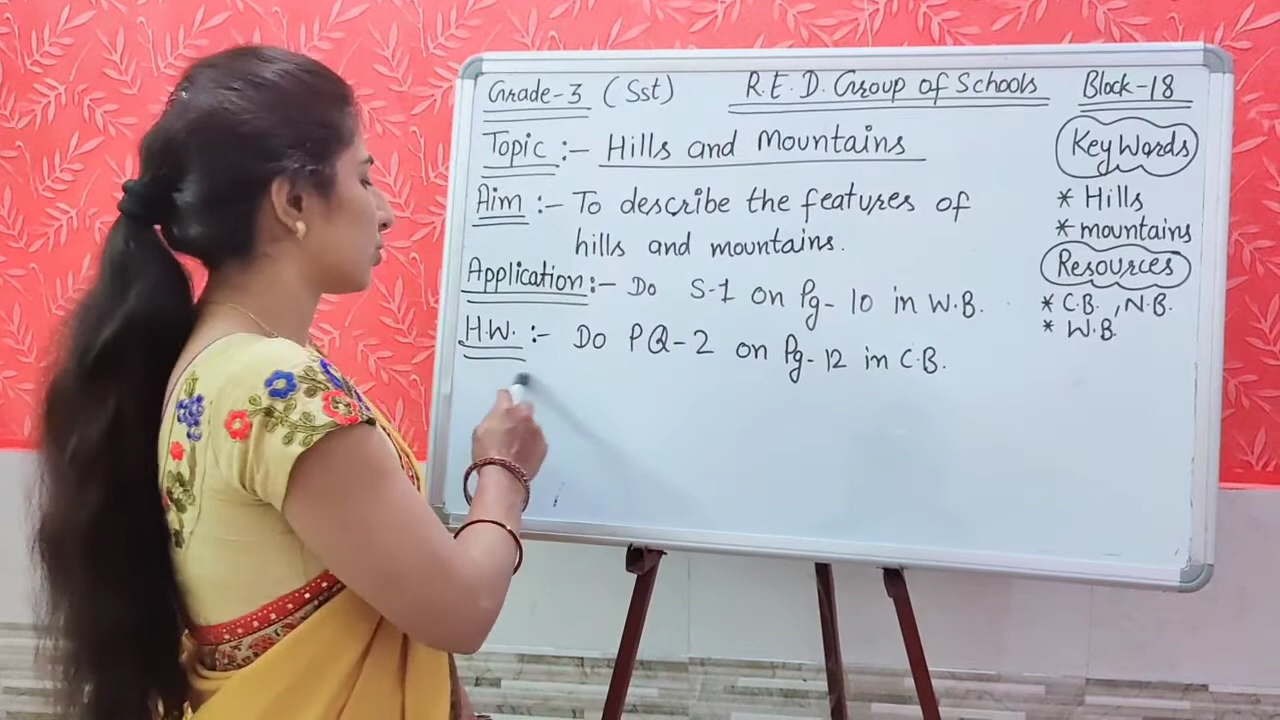 Grade-3 (Sst) R.E.D. Group of Schools Block-18
Topic :- Hills and Mountains
Key Words
Aim :- To describe the features of
hills and mountains.
* Hills
* mountains
Resources
Application :- Do S-1 on Pg-10 in W.B.
* C.B., N.B.
* W.B.
H.W. :- Do PQ-2 on Pg-12 in C.B.